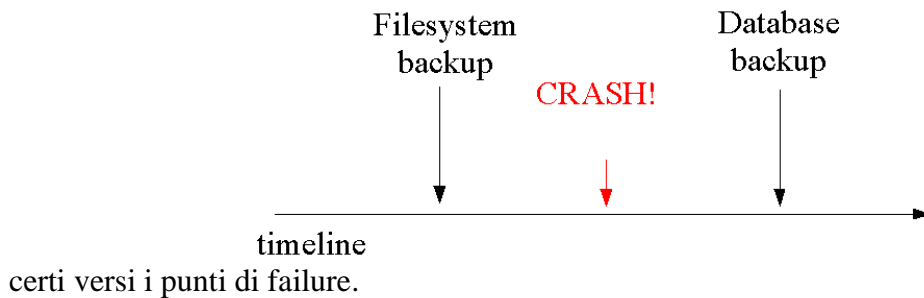 Filesystem
backup
CRASH!
Database
backup
timeline
certi versi i punti di failure.